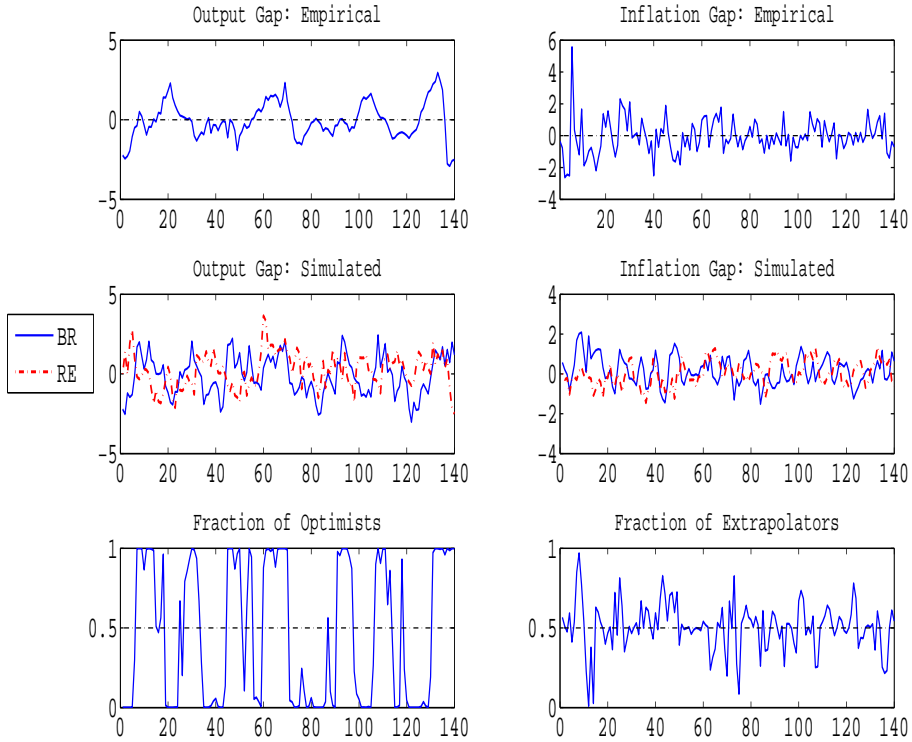 Output Gap: Empirical
5
0
−5
0 20 40 60 80 100 120 140
Inflation Gap: Empirical
6
4
2
0
−2
−4
0 20 40 60 80 100 120 140
BR
RE
Output Gap: Simulated
5
0
−5
0 20 40 60 80 100 120 140
Inflation Gap: Simulated
4
2
0
−2
−4
0 20 40 60 80 100 120 140
Fraction of Optimists
1
0.5
0
0 20 40 60 80 100 120 140
Fraction of Extrapolators
1
0.5
0
0 20 40 60 80 100 120 140